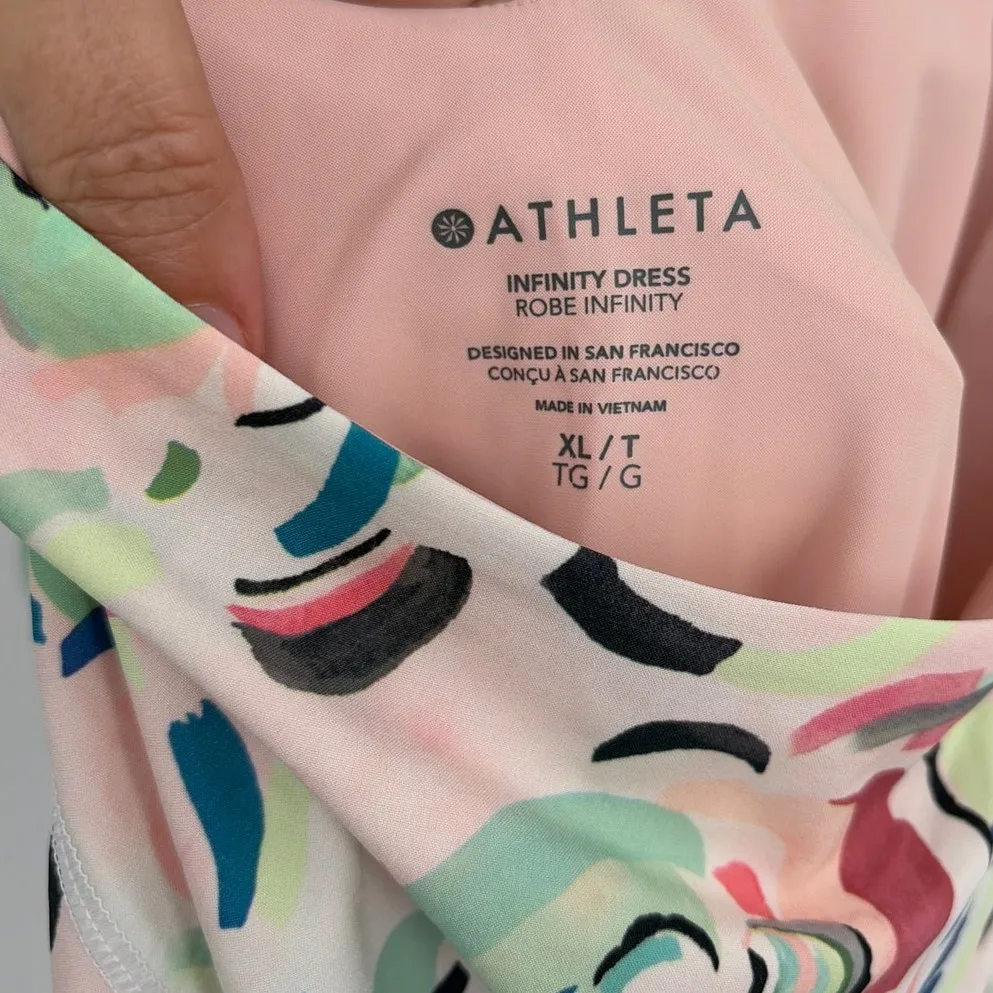 ATHLETA
INFINITY DRESS
ROBE INFINITY
DESIGNED IN SAN FRANCISCO
CONÇU À SAN FRANCISCO
MADE IN VIETNAM
XL / T
TG / G